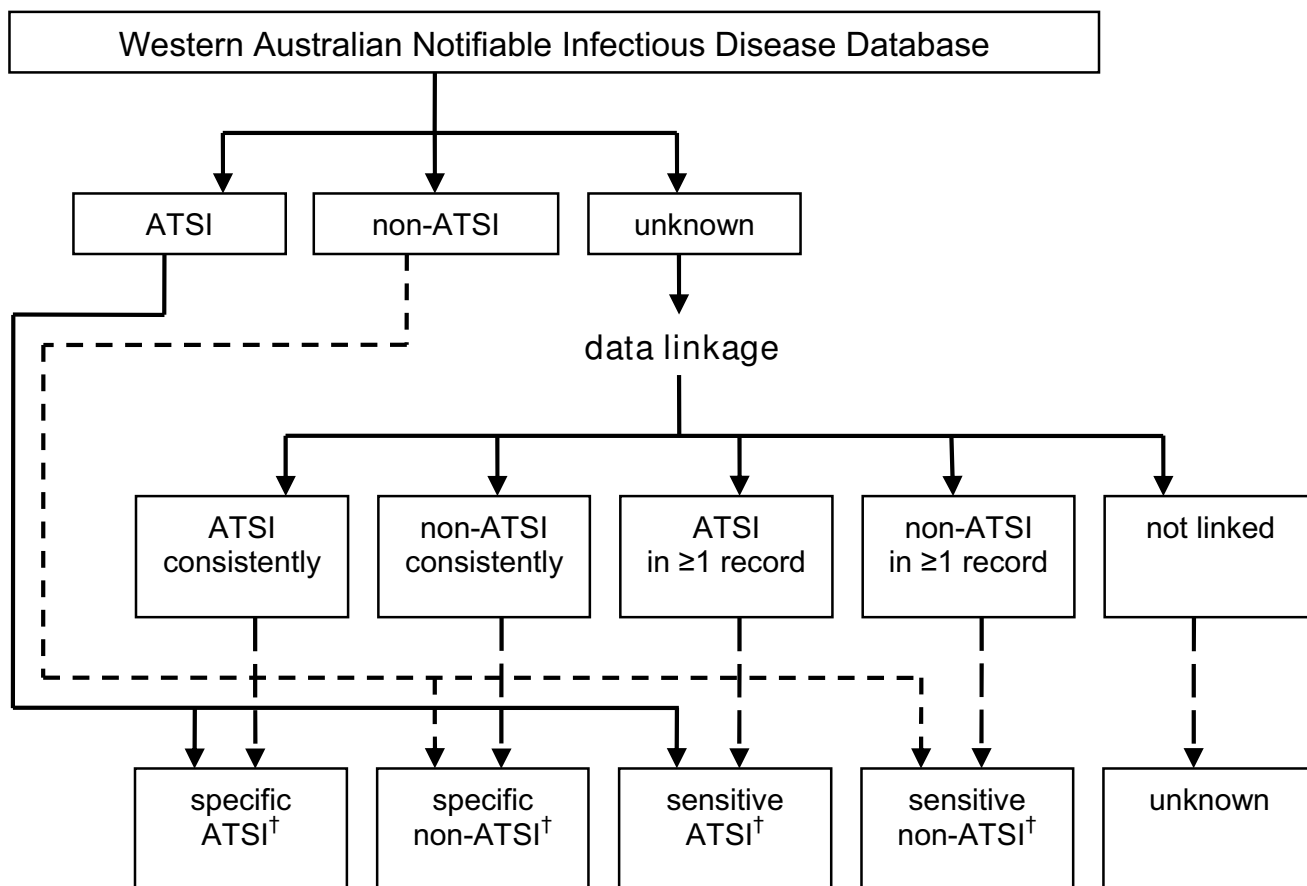 Western Australian Notifiable Infectious Disease Database
ATSI
non-ATSI
unknown
data linkage
ATSI
consistently
non-ATSI
consistently
ATSI
in ≥1 record
non-ATSI
in ≥1 record
not linked
specific
ATSI†
specific
non-ATSI†
sensitive
ATSI†
sensitive
non-ATSI†
unknown